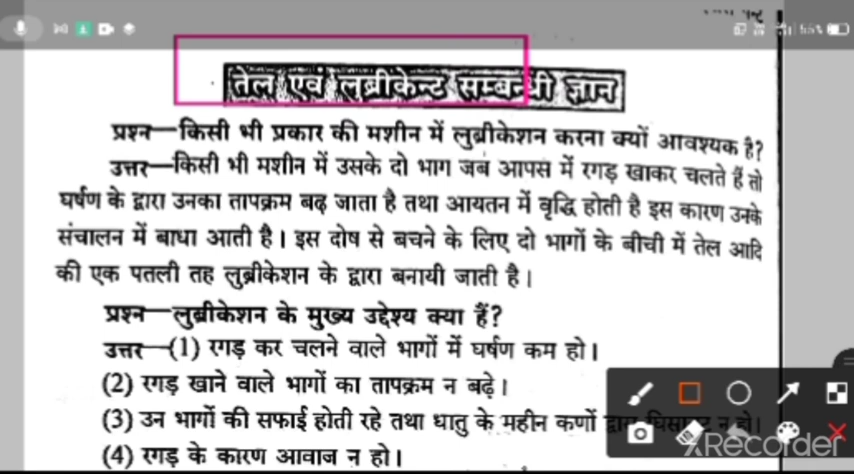 55%
तेल एवं लुब्रीकेन्ट सम्बन्धी ज्ञान
प्रश्न—किसी भी प्रकार की मशीन में लुब्रीकेशन करना क्यों आवश्यक है?
उत्तर—किसी भी मशीन में उसके दो भाग जब आपस में रगड़ खाकर चलते हैं तो
घर्षण के द्वारा उनका तापक्रम बढ़ जाता है तथा आयतन में वृद्धि होती है इस कारण उनके
संचालन में बाधा आती है। इस दोष से बचने के लिए दो भागों के बीची में तेल आदि
की एक पतली तह लुब्रीकेशन के द्वारा बनायी जाती है।
प्रश्न—लुब्रीकेशन के मुख्य उद्देश्य क्या हैं?
उत्तर—(1) रगड़ कर चलने वाले भागों में घर्षण कम हो।
(2) रगड़ खाने वाले भागों का तापक्रम न बढ़े।
(3) उन भागों की सफाई होती रहे तथा धातु के महीन कणों द्वारा घिसावट न हो।
(4) रगड़ के कारण आवाज न हो।
XRecorder